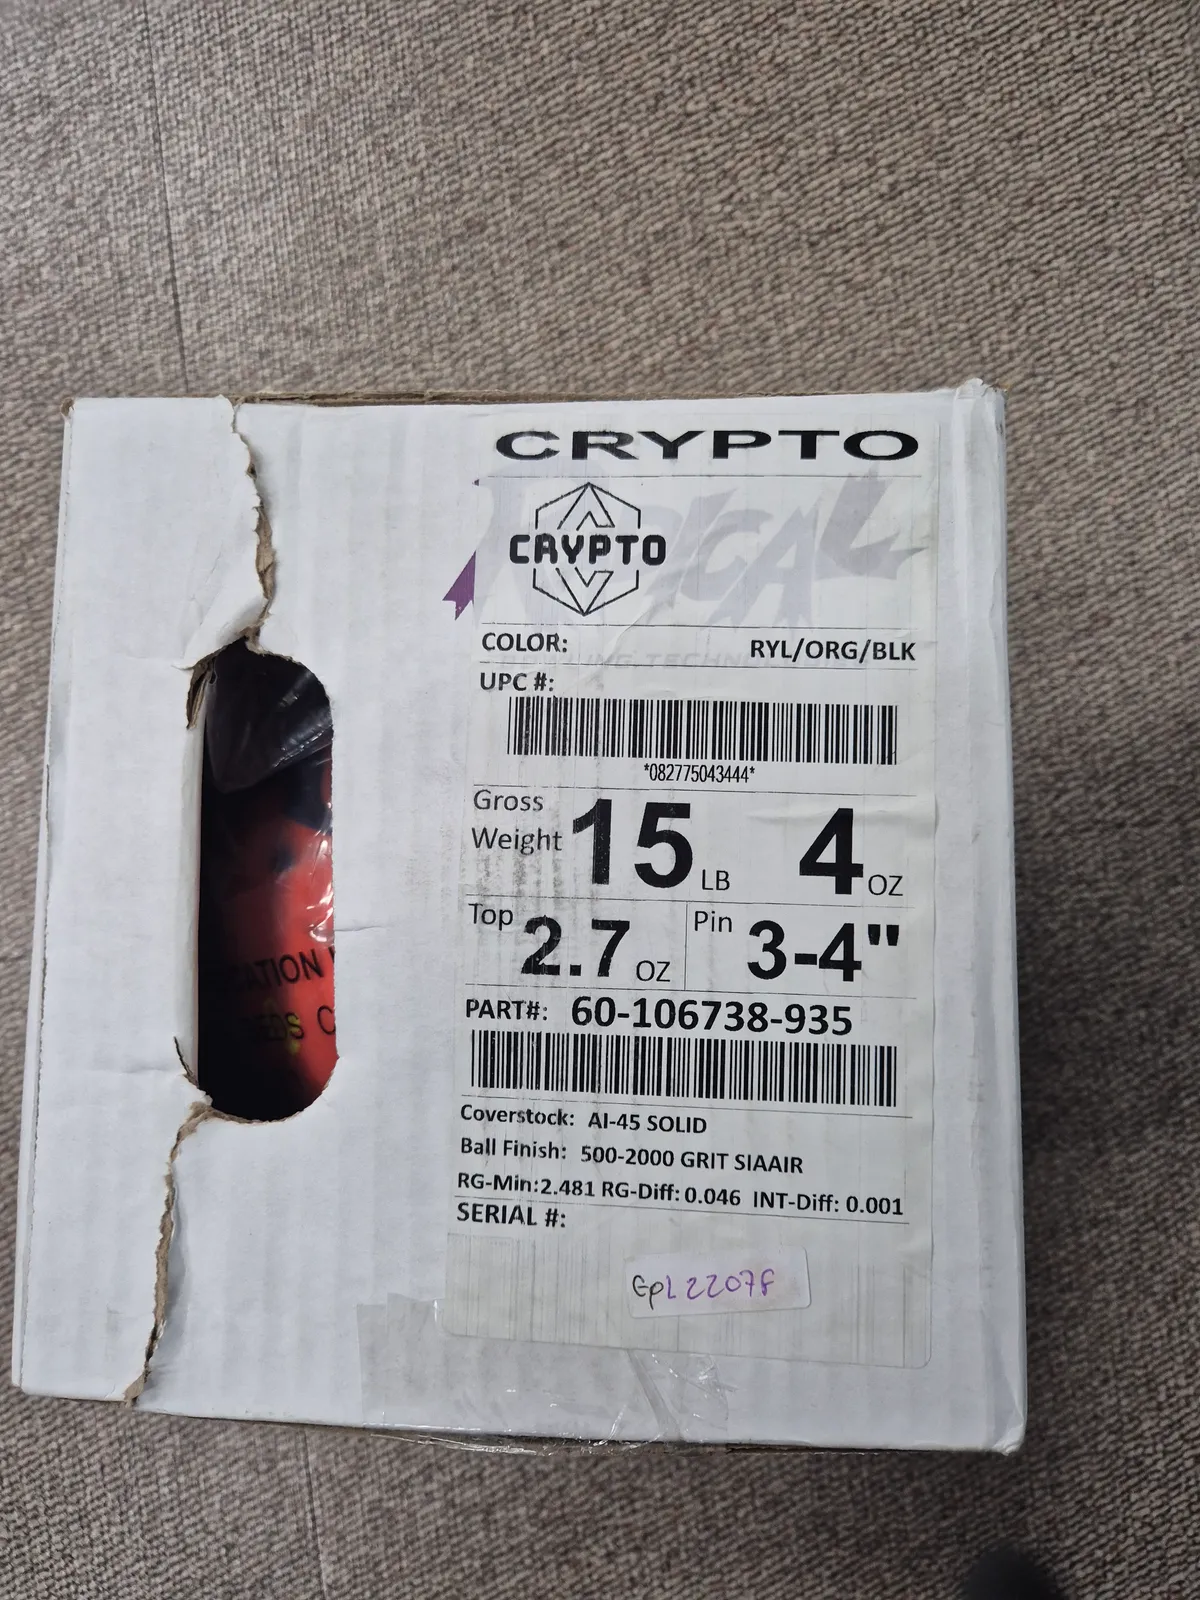 CRYPTO
CRYPTO
COLOR: RYL/ORG/BLK
UPC #:
*082775043444*
Gross
Weight 15 LB 4 OZ
Top 2.7 OZ Pin 3-4"
PART#: 60-106738-935
Coverstock: AI-45 SOLID
Ball Finish: 500-2000 GRIT SIAAIR
RG-Min:2.481 RG-Diff: 0.046 INT-Diff: 0.001
SERIAL #: